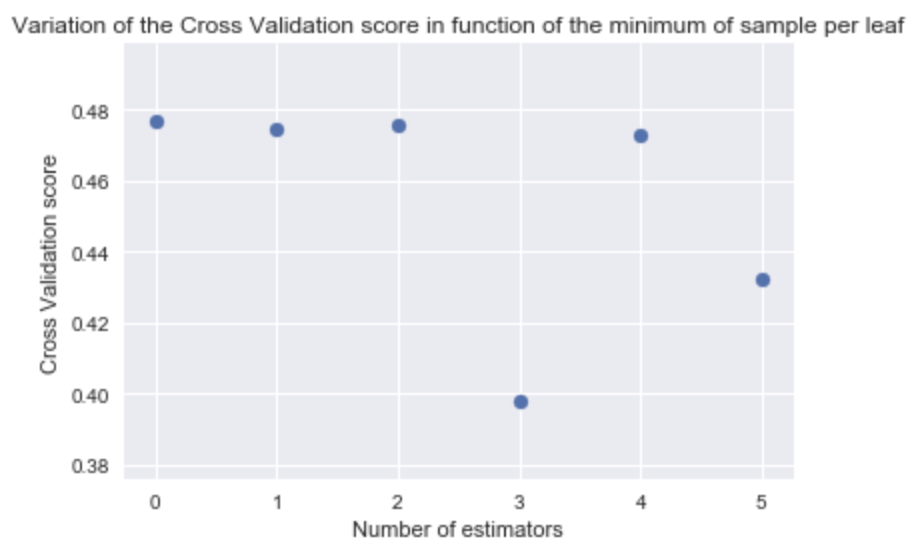 Variation of the Cross Validation score in function of the minimum of sample per leaf
0.48
0.46
0.44
0.42
0.40
0.38
Cross Validation score
0 1 2 3 4 5
Number of estimators